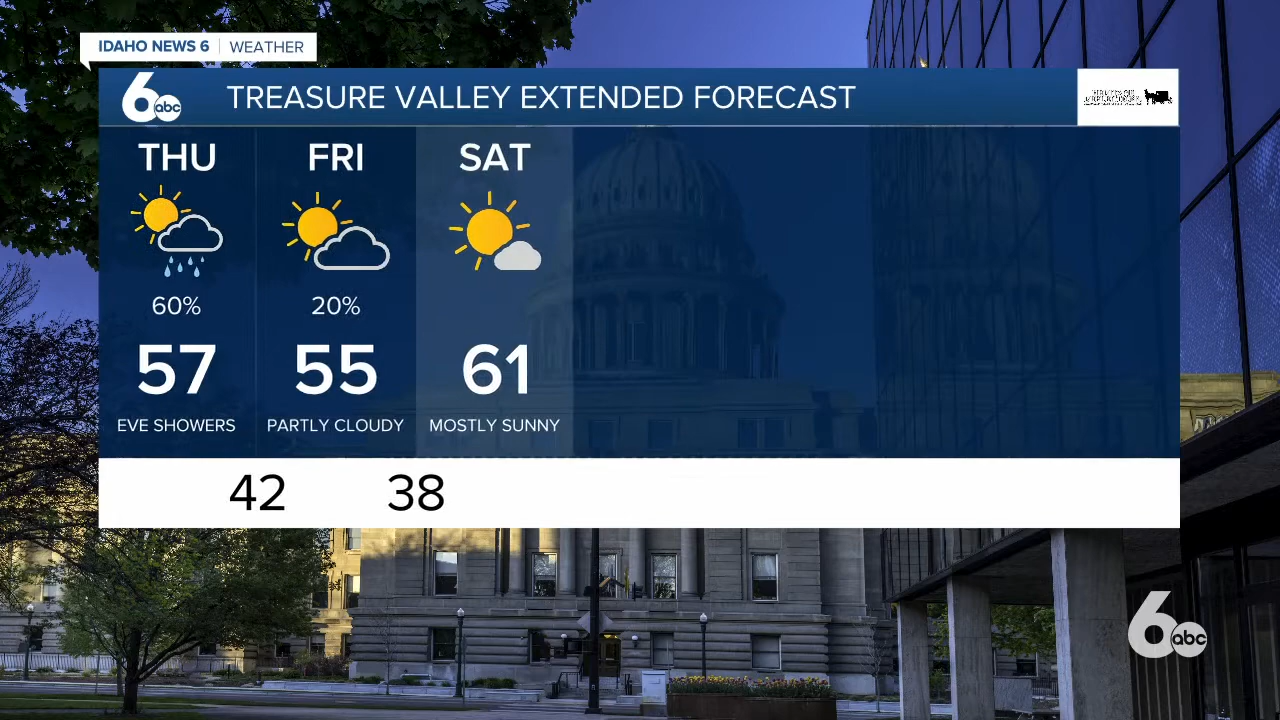 IDAHO NEWS 6 | WEATHER
6abc TREASURE VALLEY EXTENDED FORECAST
THU FRI SAT
60% 20%
57 55 61
EVE SHOWERS PARTLY CLOUDY MOSTLY SUNNY
42 38
6abc